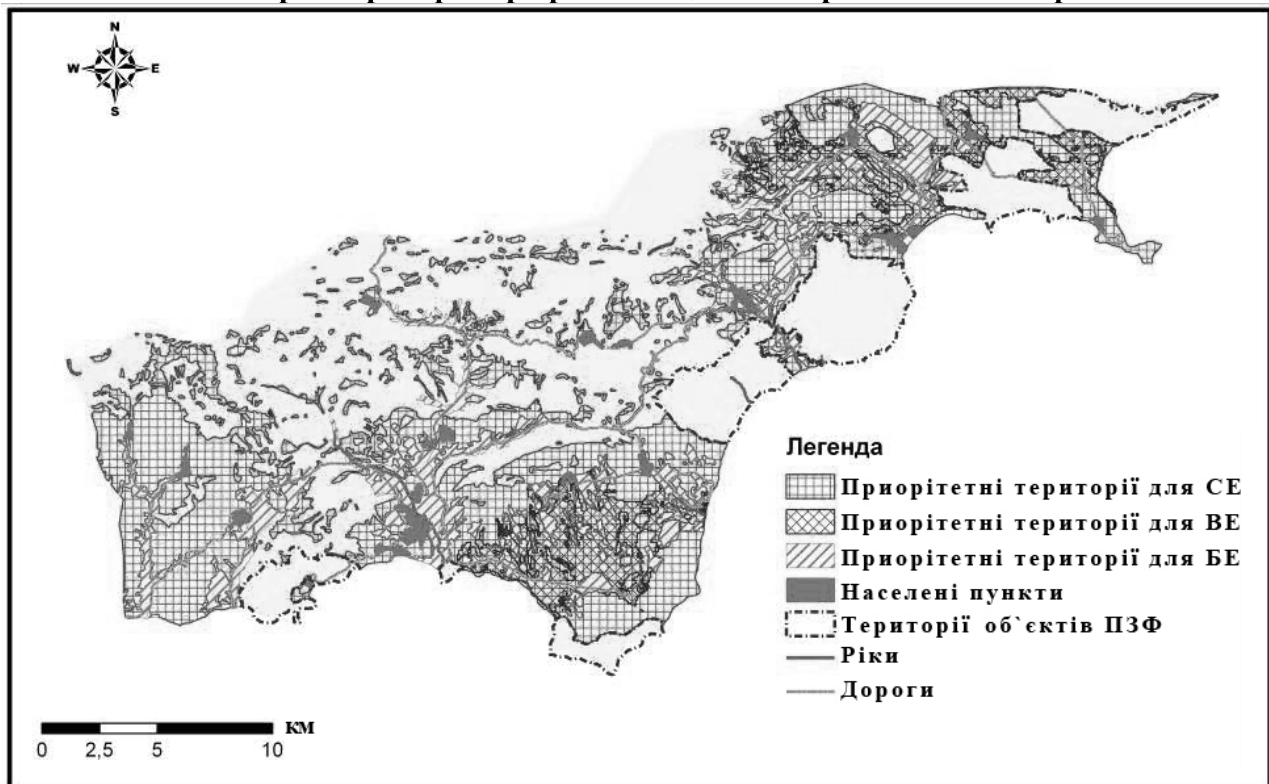 N
W E
S
Легенда
Приорітетні території для СЕ
Приорітетні території для ВЕ
Приорітетні території для БЕ
Населені пункти
Території об`єктів ПЗФ
Ріки
Дороги
км
0 2,5 5 10